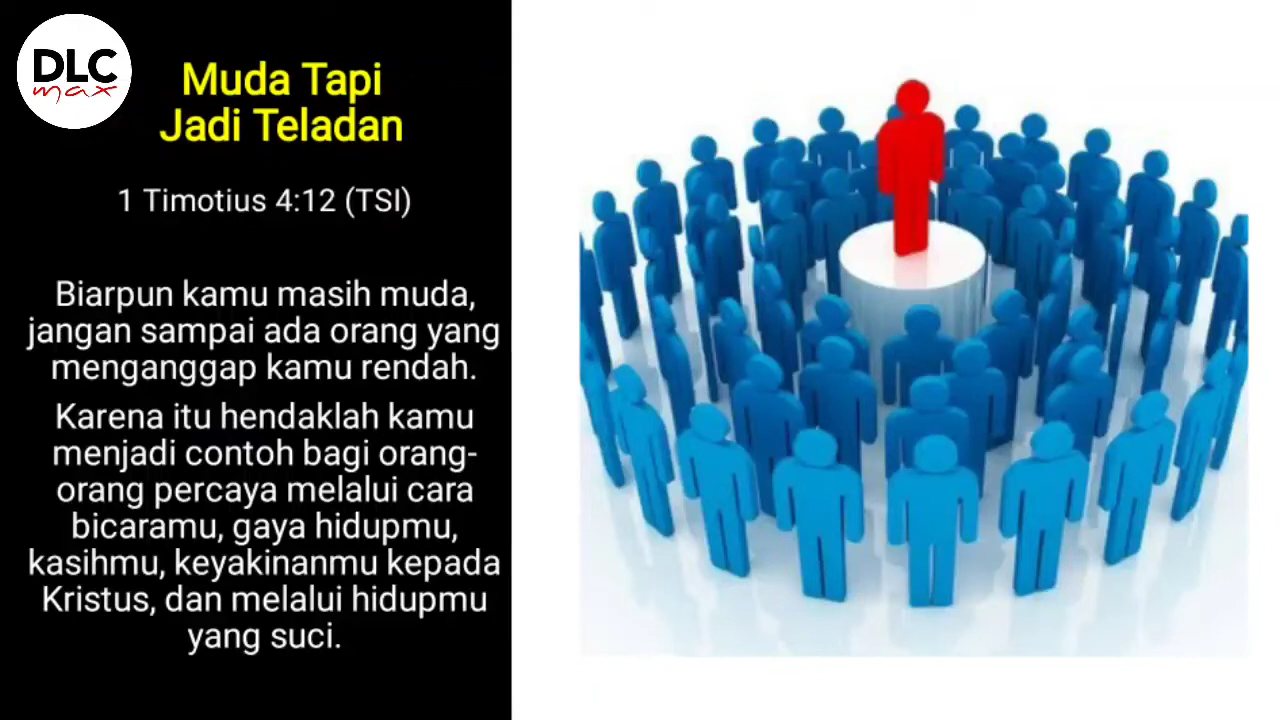 DLC
max
Muda Tapi
Jadi Teladan
1 Timotius 4:12 (TSI)
Biarpun kamu masih muda,
jangan sampai ada orang yang
menganggap kamu rendah.
Karena itu hendaklah kamu
menjadi contoh bagi orang-
orang percaya melalui cara
bicaramu, gaya hidupmu,
kasihmu, keyakinanmu kepada
Kristus, dan melalui hidupmu
yang suci.